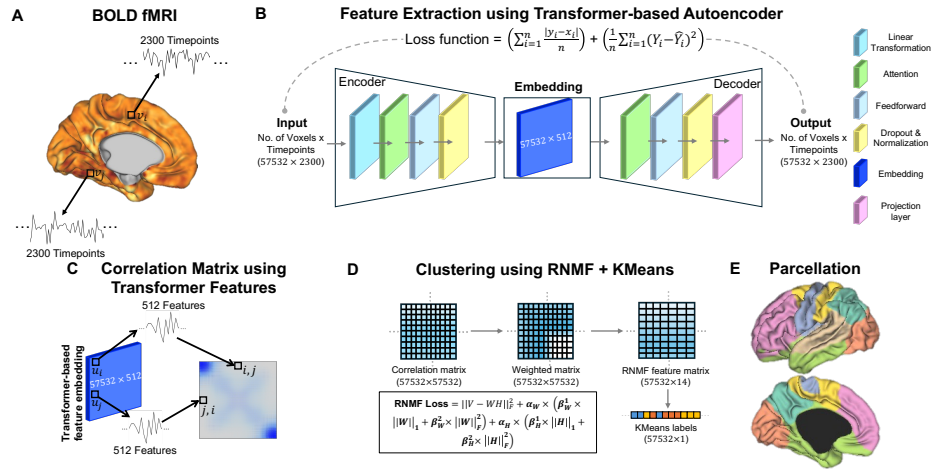 A
BOLD fMRI
2300 Timepoints
...
...
v_i
v_j
...
...
2300 Timepoints
B
Feature Extraction using Transformer-based Autoencoder
Loss function = (∑_{i=1}^{n} |y_i−x_i|/n) + (1/n ∑_{i=1}^{n}(Y_i−Ŷ_i)^2)
Encoder
Embedding
Decoder
Input
No. of Voxels x
Timepoints
(57532 × 2300)
57532 × 512
Output
No. of Voxels x
Timepoints
(57532 × 2300)
Linear
Transformation
Attention
Feedforward
Dropout &
Normalization
Embedding
Projection
layer
C
Correlation Matrix using
Transformer Features
512 Features
Transformer-based
feature embedding
u_i
57532 × 512
u_j
i,j
j,i
512 Features
D
Clustering using RNMF + KMeans
Correlation matrix
(57532×57532)
Weighted matrix
(57532×57532)
RNMF feature matrix
(57532×14)
RNMF Loss = ||V − WH||_F^2 + α_W × (β_W^1 ×
||W||_1 + β_W^2 × ||W||_F^2) + α_H × (β_H^1 × ||H||_1 +
β_H^2 × ||H||_F^2)
KMeans labels
(57532×1)
E
Parcellation